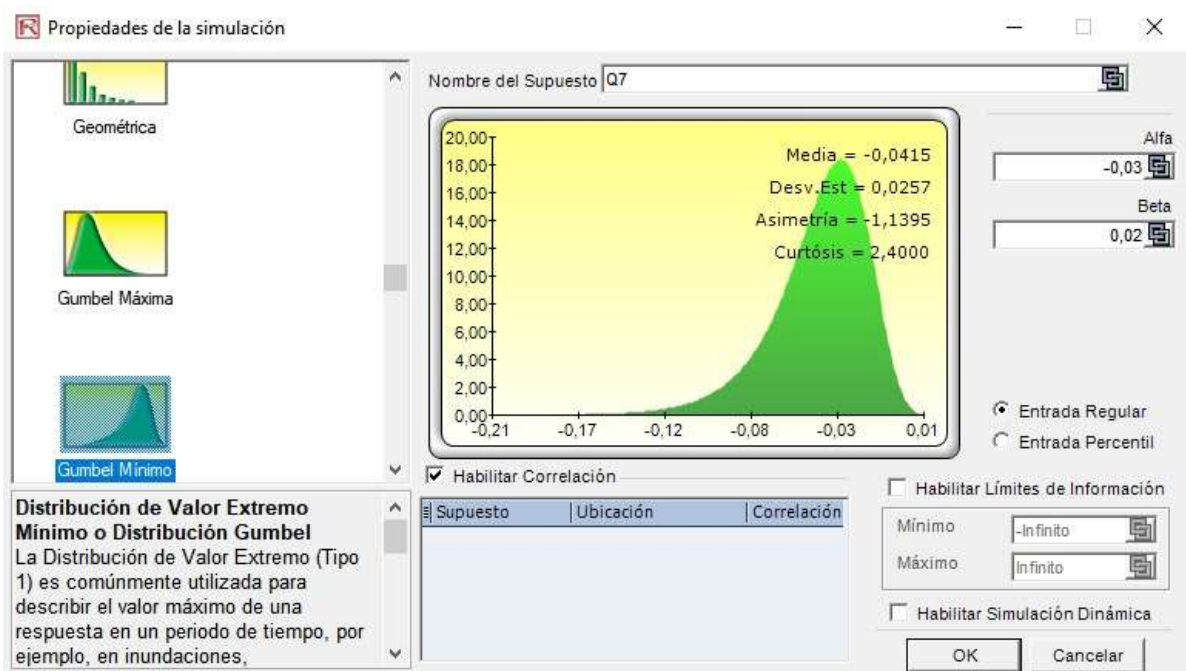 Propiedades de la simulación
Geométrica
Gumbel Máxima
Gumbel Mínimo
Distribución de Valor Extremo
Mínimo o Distribución Gumbel
La Distribución de Valor Extremo (Tipo
1) es comúnmente utilizada para
describir el valor máximo de una
respuesta en un periodo de tiempo, por
ejemplo, en inundaciones,
Nombre del Supuesto Q7
20,00
18,00
16,00
14,00
12,00
10,00
8,00
6,00
4,00
2,00
0,00
-0,21 -0,17 -0,12 -0,08 -0,03 0,01
Media = -0,0415
Desv.Est = 0,0257
Asimetría = -1,1395
Curtósis = 2,4000
Alfa
-0,03
Beta
0,02
Entrada Regular
Entrada Percentil
Habilitar Correlación
Supuesto Ubicación Correlación
Habilitar Límites de Información
Mínimo -Infinito
Máximo Infinito
Habilitar Simulación Dinámica
OK Cancelar